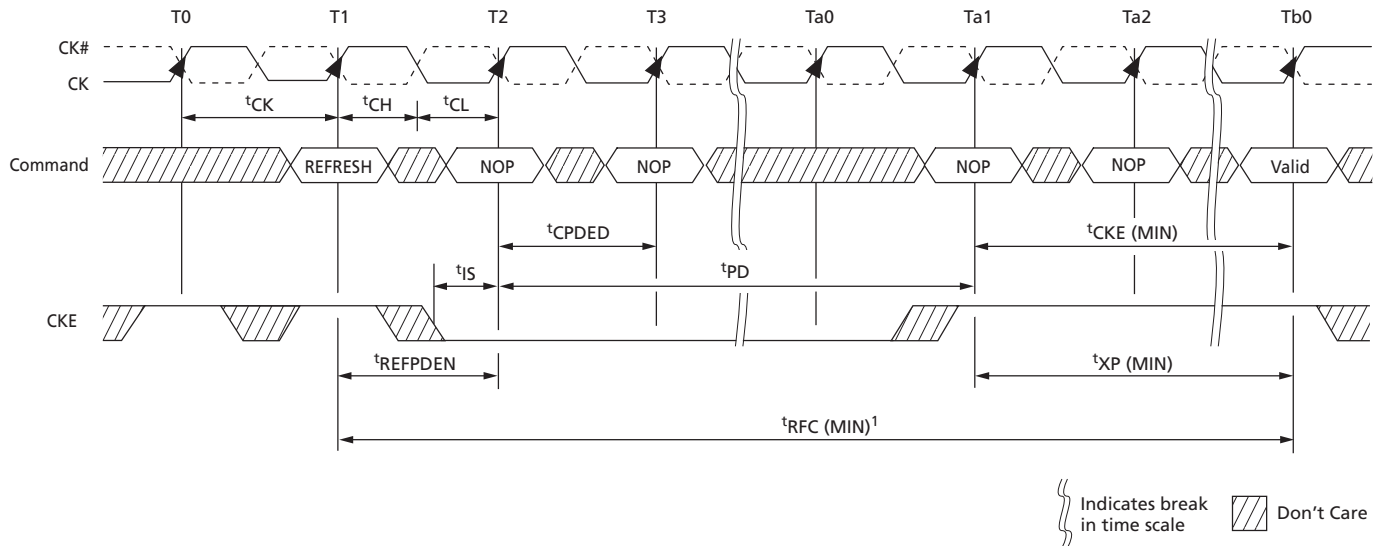 T0 T1 T2 T3 Ta0 Ta1 Ta2 Tb0
CK#
CK
tCK tCH tCL
Command REFRESH NOP NOP NOP NOP Valid
tCPDED tCKE (MIN)
tIS tPD
CKE
tREFPDEN tXP (MIN)
tRFC (MIN)1
Indicates break
in time scale
Don't Care